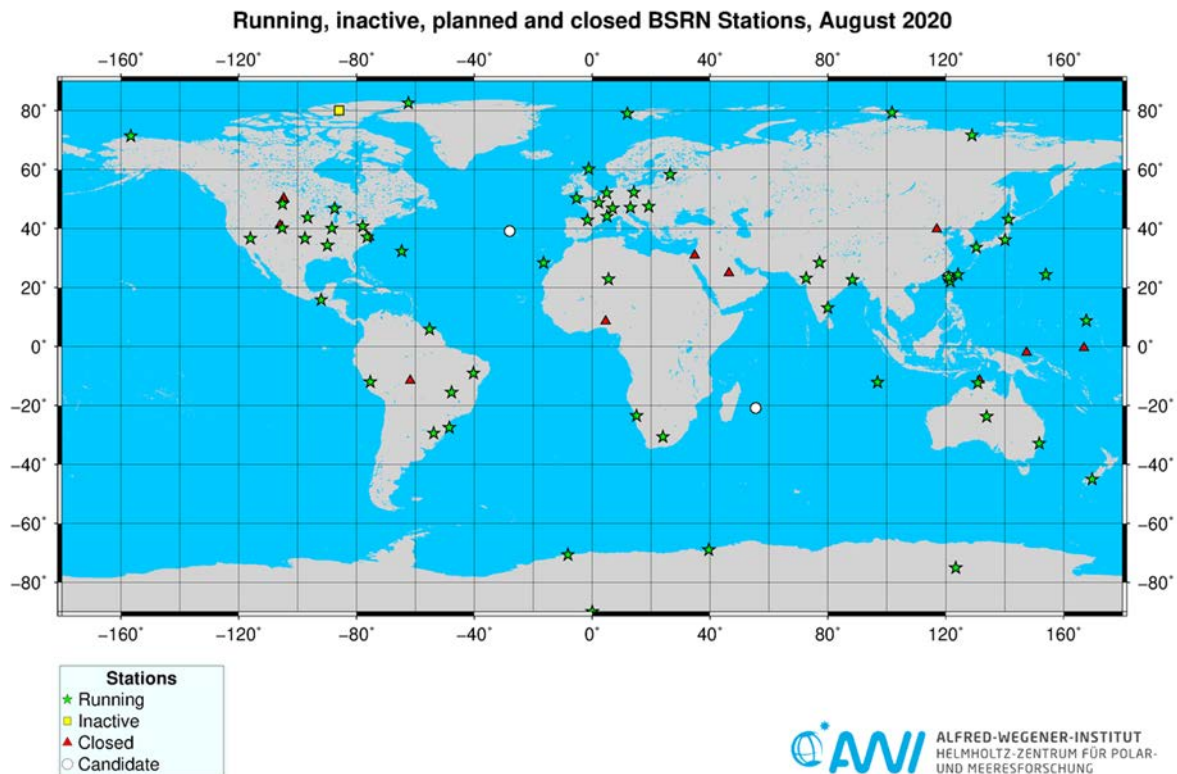 Running, inactive, planned and closed BSRN Stations, August 2020
−160˚ −120˚ −80˚ −40˚ 0˚ 40˚ 80˚ 120˚ 160˚
80˚ 80˚
60˚ 60˚
40˚ 40˚
20˚ 20˚
0˚ 0˚
−20˚ −20˚
−40˚ −40˚
−60˚ −60˚
−80˚ −80˚
−160˚ −120˚ −80˚ −40˚ 0˚ 40˚ 80˚ 120˚ 160˚
Stations
Running
Inactive
Closed
Candidate
AWI
ALFRED-WEGENER-INSTITUT
HELMHOLTZ-ZENTRUM FÜR POLAR-
UND MEERESFORSCHUNG